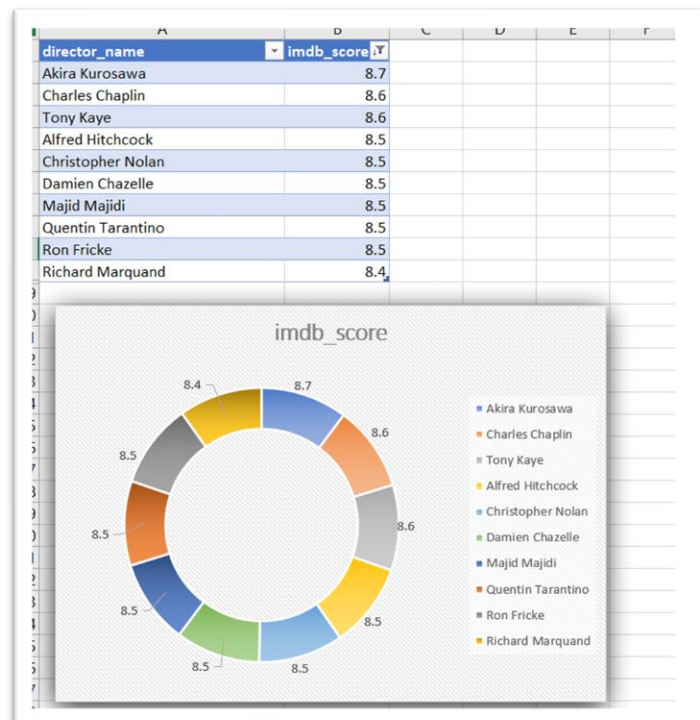 A B C D E F
director_name imdb_score
Akira Kurosawa 8.7
Charles Chaplin 8.6
Tony Kaye 8.6
Alfred Hitchcock 8.5
Christopher Nolan 8.5
Damien Chazelle 8.5
Majid Majidi 8.5
Quentin Tarantino 8.5
Ron Fricke 8.5
Richard Marquand 8.4
imdb_score
8.4 8.7
8.6
8.5
8.6
8.5
8.5
8.5
8.5
8.5
Akira Kurosawa
Charles Chaplin
Tony Kaye
Alfred Hitchcock
Christopher Nolan
Damien Chazelle
Majid Majidi
Quentin Tarantino
Ron Fricke
Richard Marquand